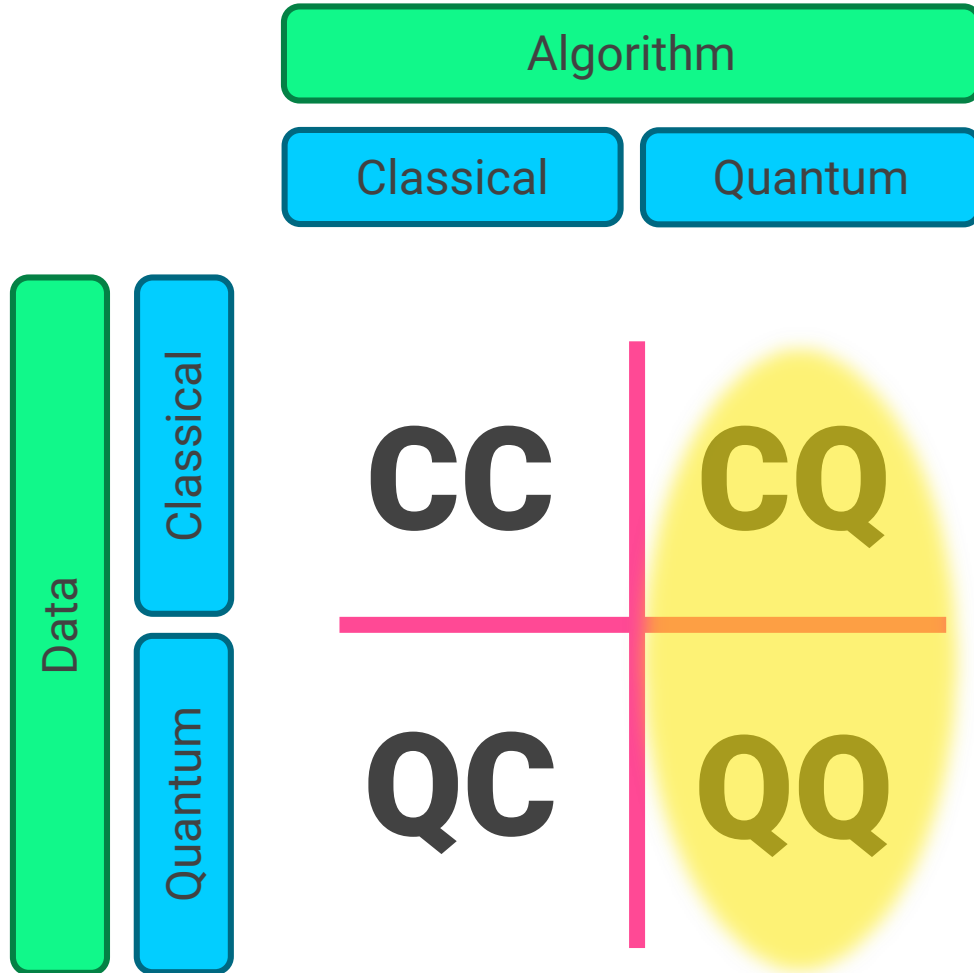 Algorithm
Classical
Quantum
Data
Classical
Quantum
CC
CQ
QC
QQ